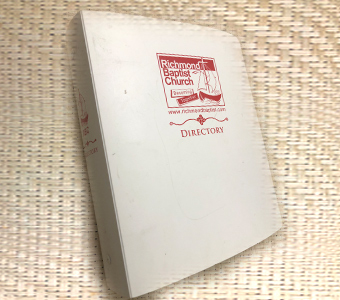 Richmond
Baptist
Church
www.richmondbaptist.com
DIRECTORY